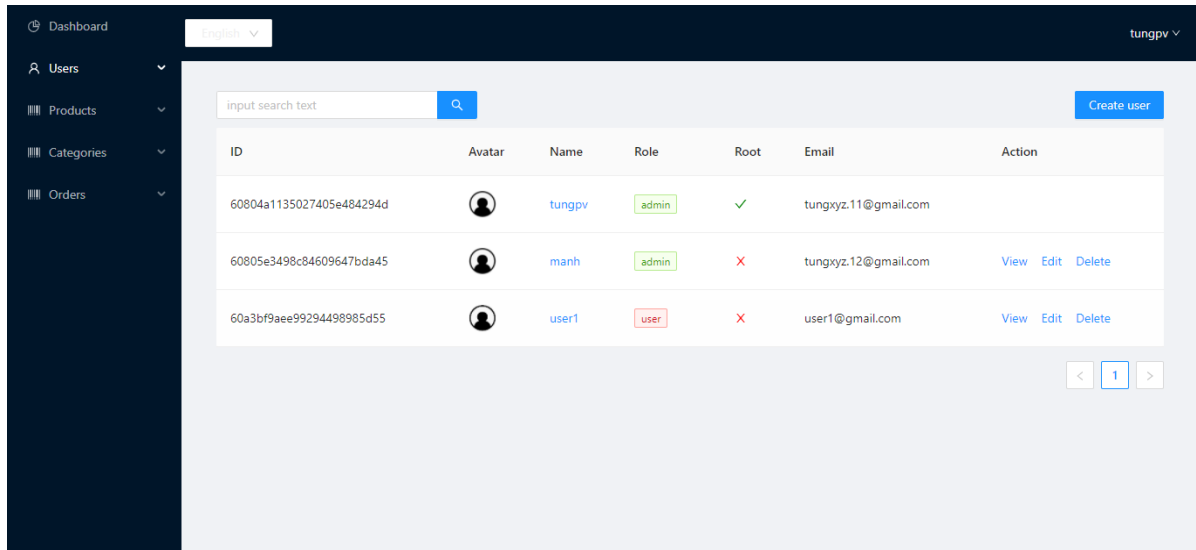 Dashboard
Users
Products
Categories
Orders
English
tungpv
input search text
Create user
ID Avatar Name Role Root Email Action
60804a1135027405e484294d tungpv admin tungxyz.11@gmail.com
60805e3498c84609647bda45 manh admin tungxyz.12@gmail.com View Edit Delete
60a3bf9aee99294498985d55 user1 user user1@gmail.com View Edit Delete
< 1 >